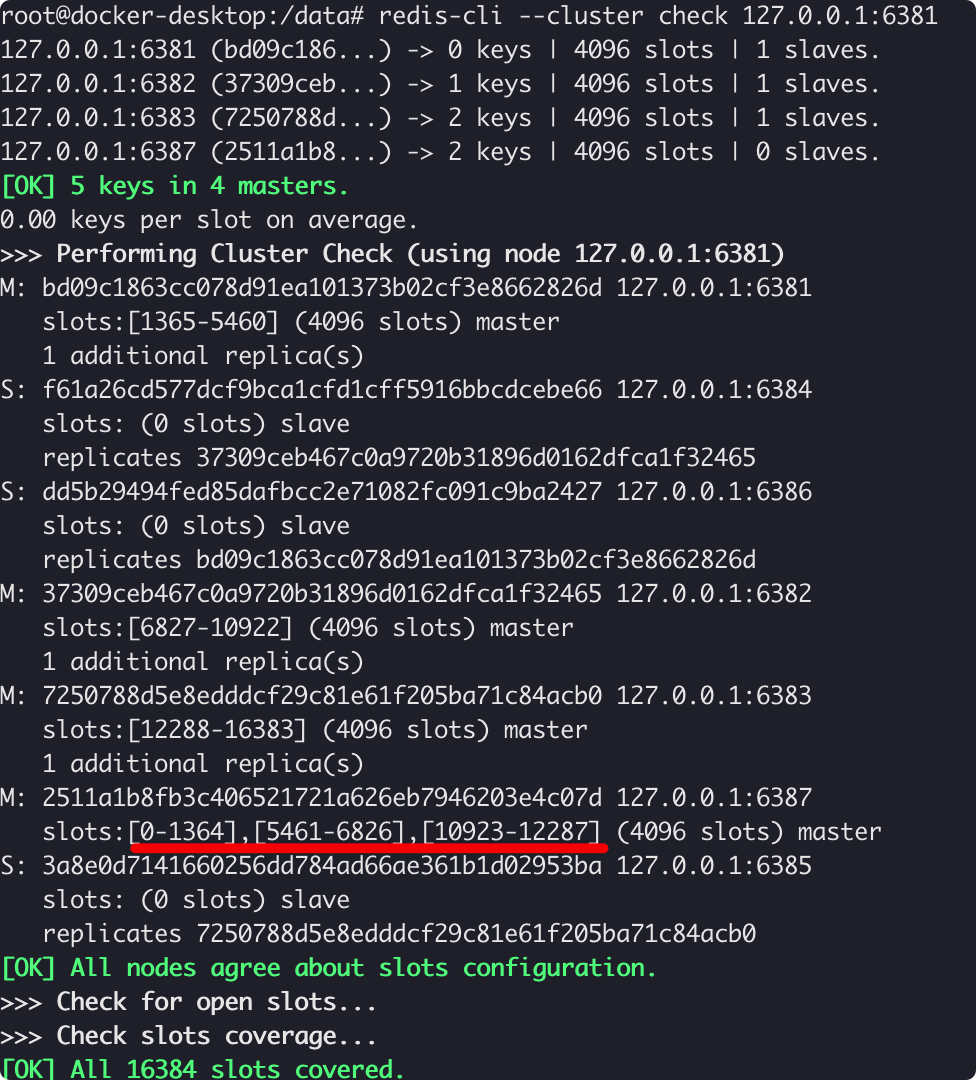 root@docker-desktop:/data# redis-cli --cluster check 127.0.0.1:6381
127.0.0.1:6381 (bd09c186...) -> 0 keys | 4096 slots | 1 slaves.
127.0.0.1:6382 (37309ceb...) -> 1 keys | 4096 slots | 1 slaves.
127.0.0.1:6383 (7250788d...) -> 2 keys | 4096 slots | 1 slaves.
127.0.0.1:6387 (2511a1b8...) -> 2 keys | 4096 slots | 0 slaves.
[OK] 5 keys in 4 masters.
0.00 keys per slot on average.
>>> Performing Cluster Check (using node 127.0.0.1:6381)
M: bd09c1863cc078d91ea101373b02cf3e8662826d 127.0.0.1:6381
   slots:[1365-5460] (4096 slots) master
   1 additional replica(s)
S: f61a26cd577dcf9bca1cfd1cff5916bbcdcebe66 127.0.0.1:6384
   slots: (0 slots) slave
   replicates 37309ceb467c0a9720b31896d0162dfca1f32465
S: dd5b29494fed85dafbcc2e71082fc091c9ba2427 127.0.0.1:6386
   slots: (0 slots) slave
   replicates bd09c1863cc078d91ea101373b02cf3e8662826d
M: 37309ceb467c0a9720b31896d0162dfca1f32465 127.0.0.1:6382
   slots:[6827-10922] (4096 slots) master
   1 additional replica(s)
M: 7250788d5e8edddcf29c81e61f205ba71c84acb0 127.0.0.1:6383
   slots:[12288-16383] (4096 slots) master
   1 additional replica(s)
M: 2511a1b8fb3c406521721a626eb7946203e4c07d 127.0.0.1:6387
   slots:[0-1364],[5461-6826],[10923-12287] (4096 slots) master
S: 3a8e0d7141660256dd784ad66ae361b1d02953ba 127.0.0.1:6385
   slots: (0 slots) slave
   replicates 7250788d5e8edddcf29c81e61f205ba71c84acb0
[OK] All nodes agree about slots configuration.
>>> Check for open slots...
>>> Check slots coverage...
[OK] All 16384 slots covered.